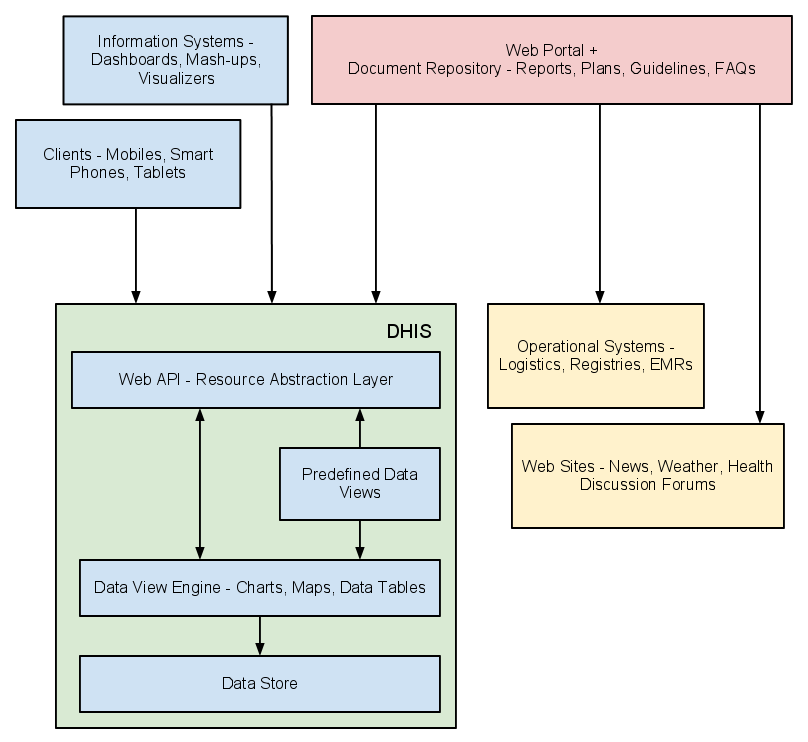 Information Systems -
Dashboards, Mash-ups,
Visualizers
Web Portal +
Document Repository - Reports, Plans, Guidelines, FAQs
Clients - Mobiles, Smart
Phones, Tablets
DHIS
Web API - Resource Abstraction Layer
Predefined Data
Views
Data View Engine - Charts, Maps, Data Tables
Data Store
Operational Systems -
Logistics, Registries, EMRs
Web Sites - News, Weather, Health
Discussion Forums